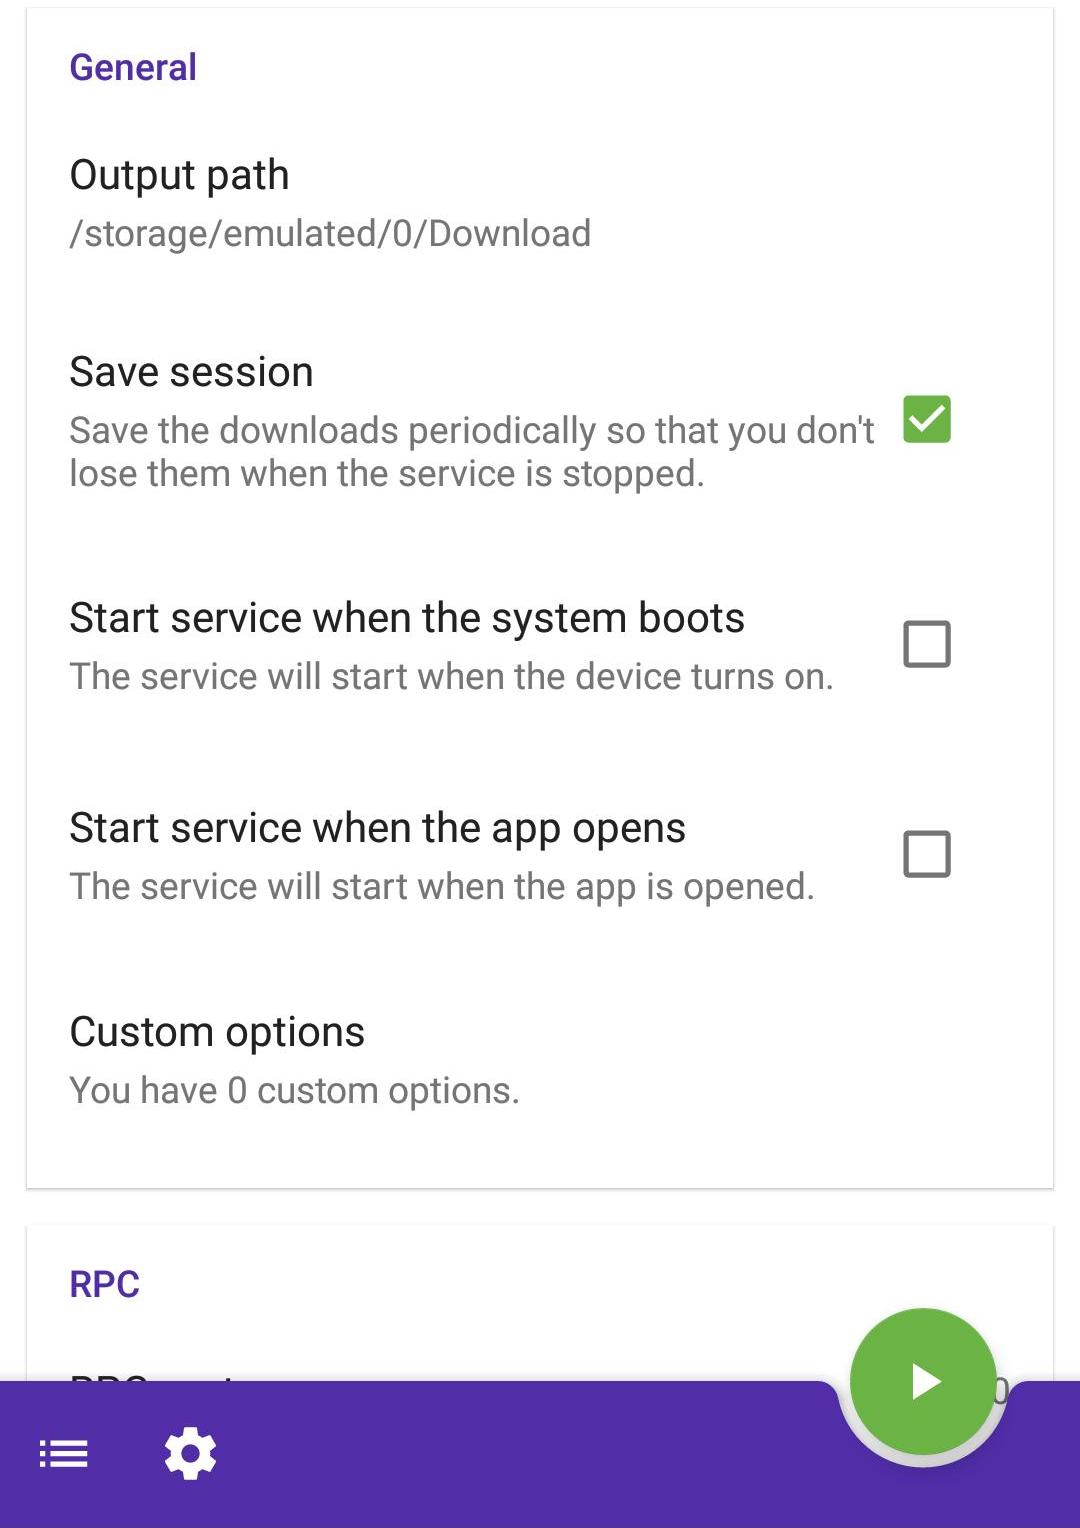 General
Output path
/storage/emulated/0/Download
Save session
Save the downloads periodically so that you don't
lose them when the service is stopped.
Start service when the system boots
The service will start when the device turns on.
Start service when the app opens
The service will start when the app is opened.
Custom options
You have 0 custom options.
RPC